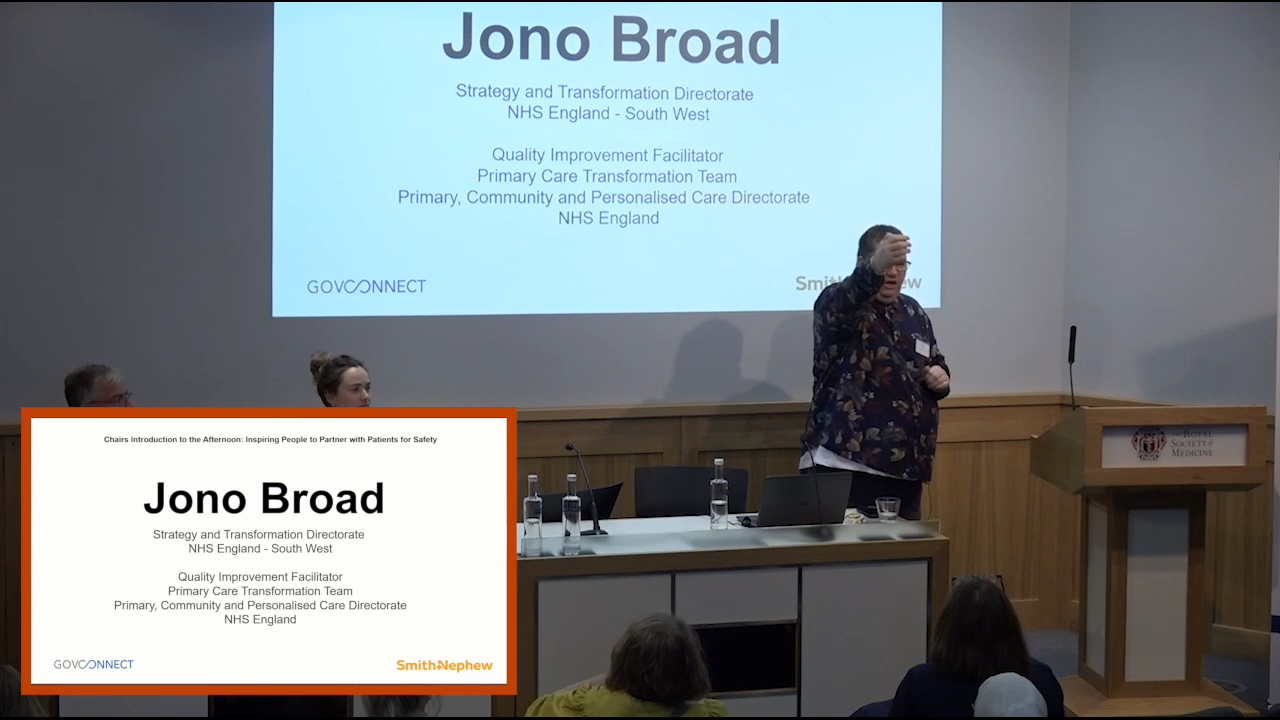 Jono Broad
Strategy and Transformation Directorate
NHS England - South West
Quality Improvement Facilitator
Primary Care Transformation Team
Primary, Community and Personalised Care Directorate
NHS England
GOVCONNECT
Smith Nephew
THE ROYAL
SOCIETY of
MEDICINE
Chairs Introduction to the Afternoon: Inspiring People to Partner with Patients for Safety
Jono Broad
Strategy and Transformation Directorate
NHS England - South West
Quality Improvement Facilitator
Primary Care Transformation Team
Primary, Community and Personalised Care Directorate
NHS England
GOVCONNECT
Smith+Nephew